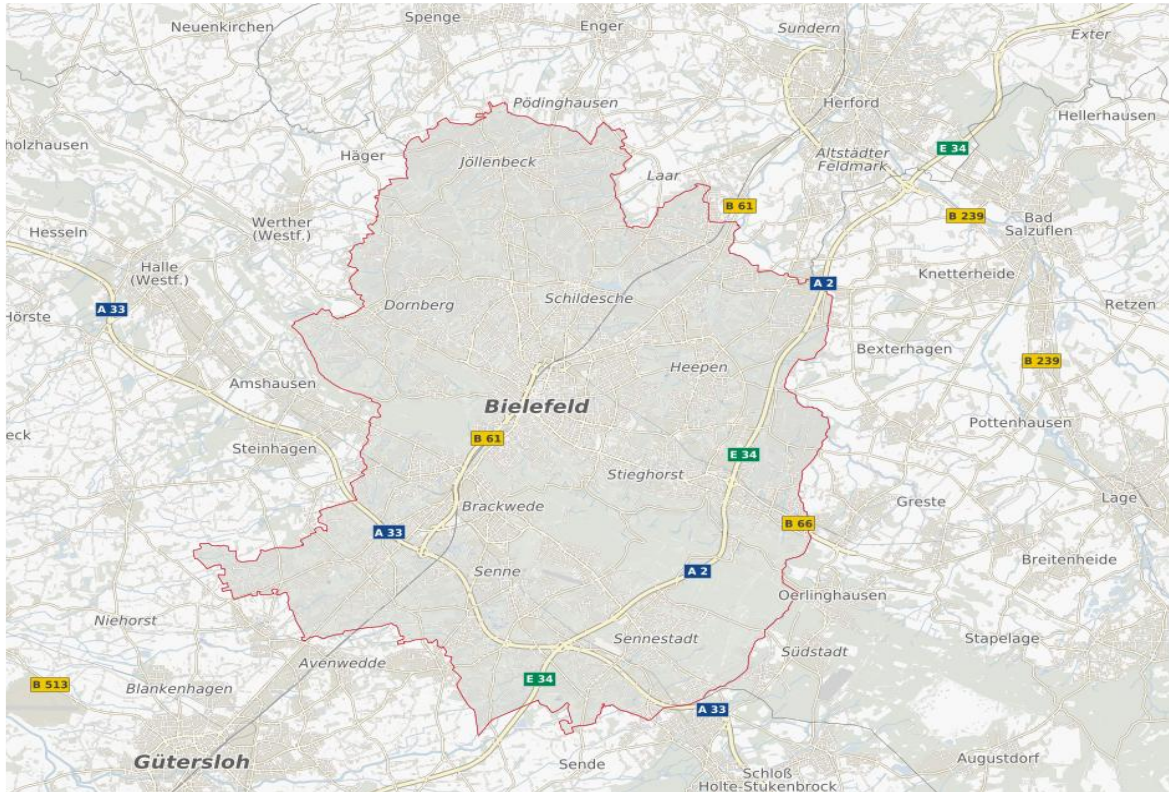 Neuenkirchen
Spenge
Enger
Sundern
Exter
Pödinghausen
Herford
Hellerhausen
holzhausen
Häger
Jöllenbeck
Altstädter
Feldmark
E 34
Laar
B 61
B 239
Bad
Salzuflen
Werther
(Westf.)
Hesseln
Halle
(Westf.)
Knetterheide
A 2
Dornberg
Schildesche
Retzen
A 33
Hörste
Bexterhagen
B 239
Heepen
Amshausen
Bielefeld
eck
B 61
Steinhagen
Pottenhausen
E 34
Stieghorst
Greste
Lage
Brackwede
B 66
A 33
Breitenheide
Senne
A 2
Oerlinghausen
Niehorst
Sennestadt
Stapelage
Avenwedde
Südstadt
B 513
Blankenhagen
E 34
A 33
Gütersloh
Sende
Augustdorf
Schloß
Holte-Stukenbrock